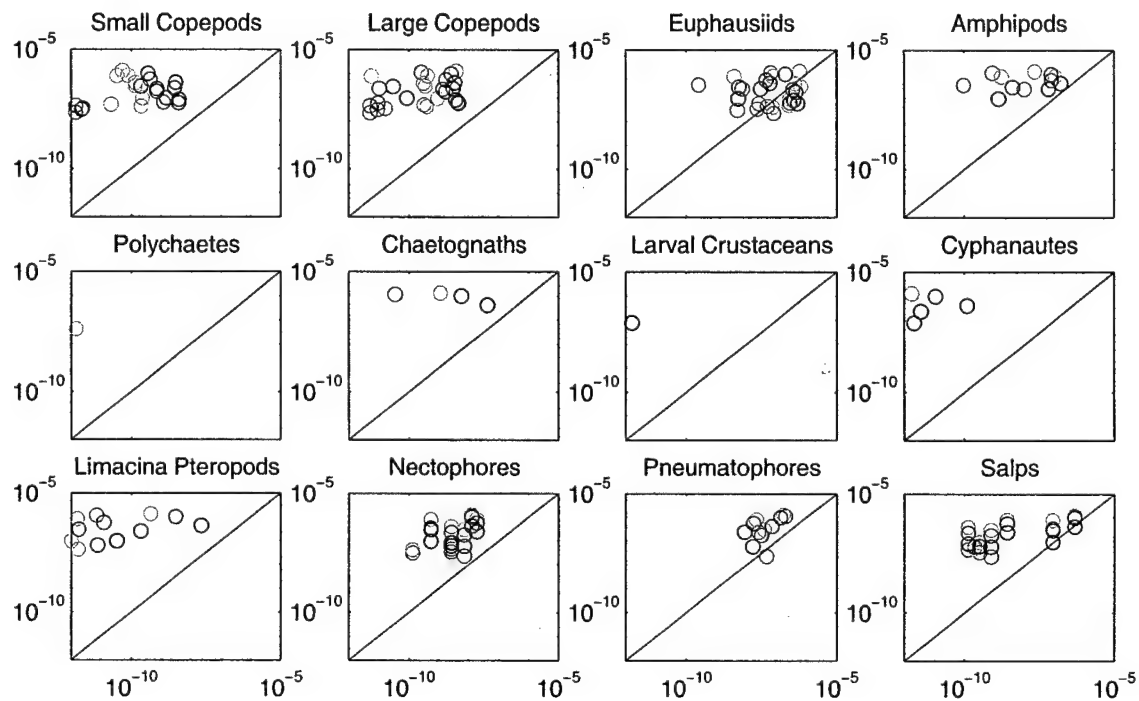 Small Copepods Large Copepods Euphausiids Amphipods
10^-5 10^-5 10^-5 10^-5
10^-10 10^-10 10^-10 10^-10
Polychaetes Chaetognaths Larval Crustaceans Cyphanautes
10^-5 10^-5 10^-5 10^-5
10^-10 10^-10 10^-10 10^-10
Limacina Pteropods Nectophores Pneumatophores Salps
10^-5 10^-5 10^-5 10^-5
10^-10 10^-10 10^-10 10^-10
10^-10 10^-5 10^-10 10^-5 10^-10 10^-5 10^-10 10^-5